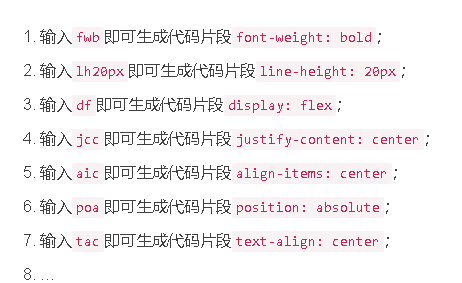 1. 输入 fwb 即可生成代码片段 font-weight: bold；
2. 输入 lh20px 即可生成代码片段 line-height: 20px；
3. 输入 df 即可生成代码片段 display: flex；
4. 输入 jcc 即可生成代码片段 justify-content: center；
5. 输入 aic 即可生成代码片段 align-items: center；
6. 输入 poa 即可生成代码片段 position: absolute；
7. 输入 tac 即可生成代码片段 text-align: center；
8. ...